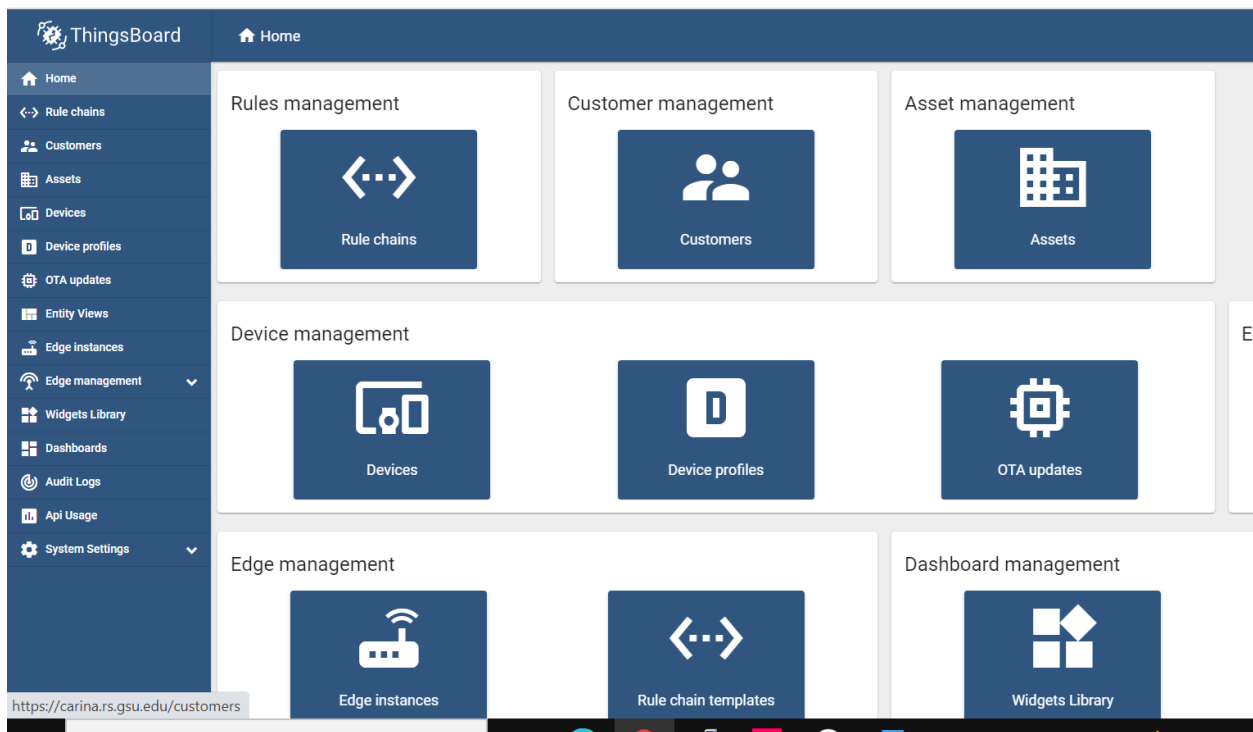 ThingsBoard
Home
Home
Rule chains
Customers
Assets
Devices
Device profiles
OTA updates
Entity Views
Edge instances
Edge management
Widgets Library
Dashboards
Audit Logs
Api Usage
System Settings
Rules management
Rule chains
Customer management
Customers
Asset management
Assets
Device management
Devices
D
Device profiles
OTA updates
E
Edge management
Edge instances
Rule chain templates
Dashboard management
Widgets Library
https://carina.rs.gsu.edu/customers